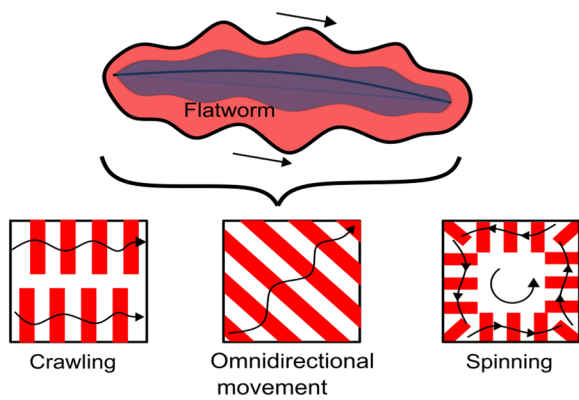 Flatworm
Crawling
Omnidirectional
movement
Spinning